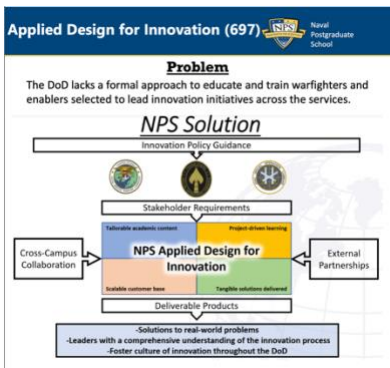 Applied Design for Innovation (697)
NPS
Naval
Postgraduate
School
Problem
The DoD lacks a formal approach to educate and train warfighters and
enablers selected to lead innovation initiatives across the services.
NPS Solution
Innovation Policy Guidance
Stakeholder Requirements
Cross-Campus
Collaboration
Tailorable academic content
Project-driven learning
NPS Applied Design for
Innovation
Scalable customer base
Tangible solutions delivered
External
Partnerships
Deliverable Products
-Solutions to real-world problems
-Leaders with a comprehensive understanding of the innovation process
-Foster culture of innovation throughout the DoD